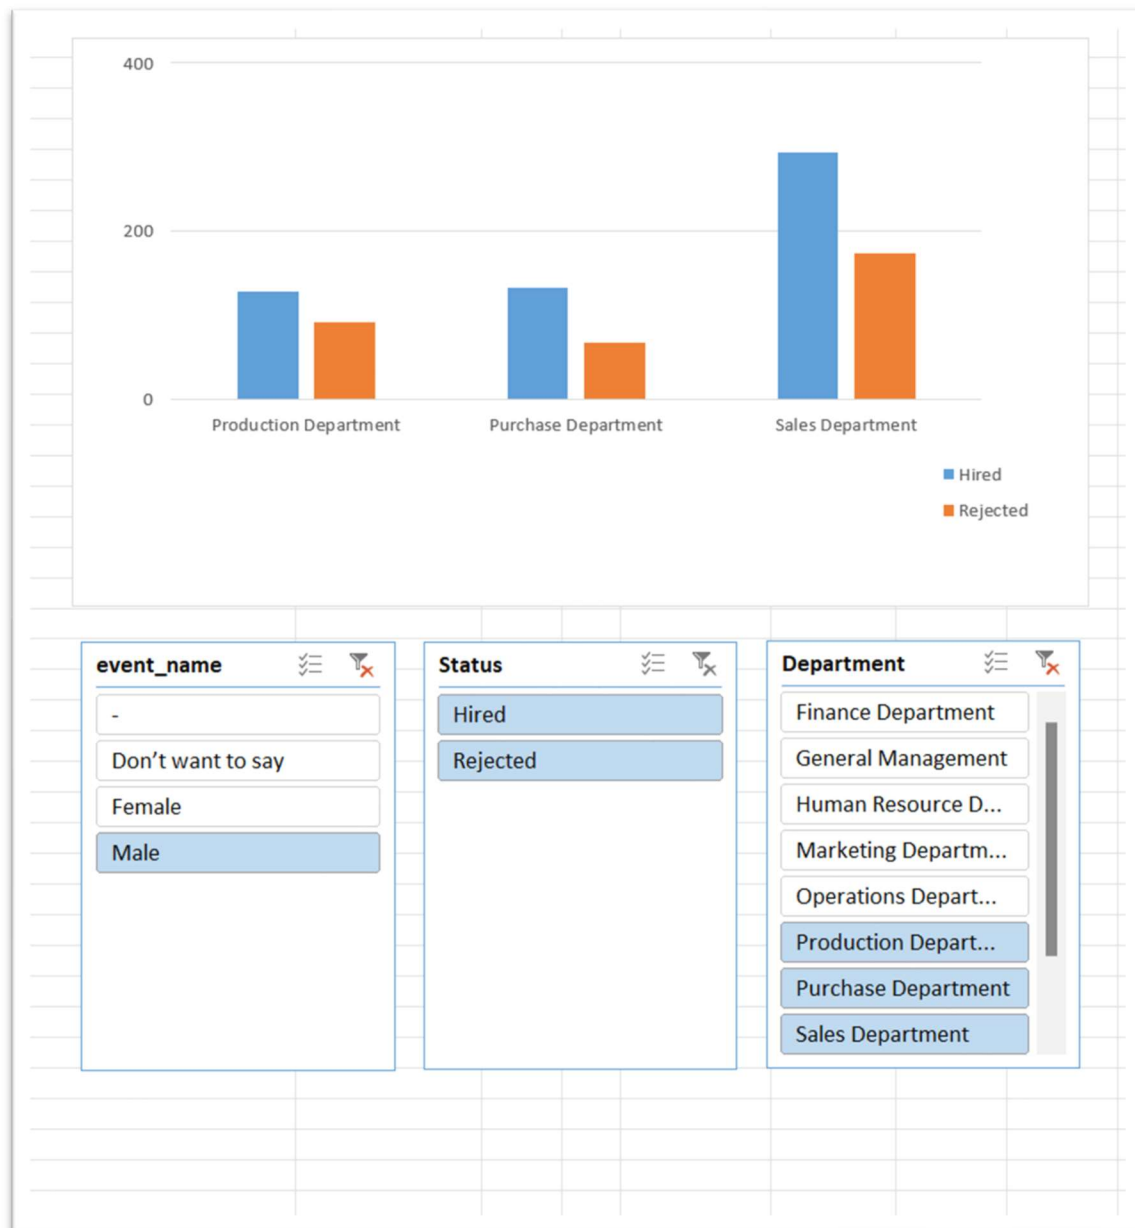 400
200
0
Production Department
Purchase Department
Sales Department
Hired
Rejected
event_name
-
Don’t want to say
Female
Male
Status
Hired
Rejected
Department
Finance Department
General Management
Human Resource D...
Marketing Departm...
Operations Depart...
Production Depart...
Purchase Department
Sales Department